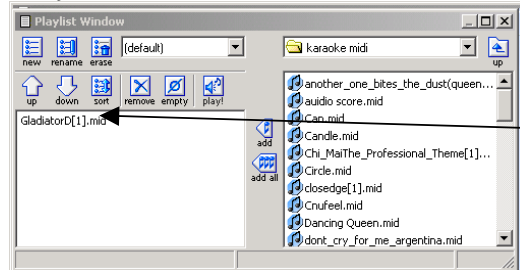 Playlist Window
new rename erase (default) karaoke midi up
up down sort remove empty play!
GladiatorD[1].mid
add
add all
another_one_bites_the_dust(queen...
auidio score.mid
Can.mid
Candle.mid
Chi_MaiThe_Professional_Theme[1]...
Circle.mid
closedge[1].mid
Cnufeel.mid
Dancing Queen.mid
dont_cry_for_me_argentina.mid